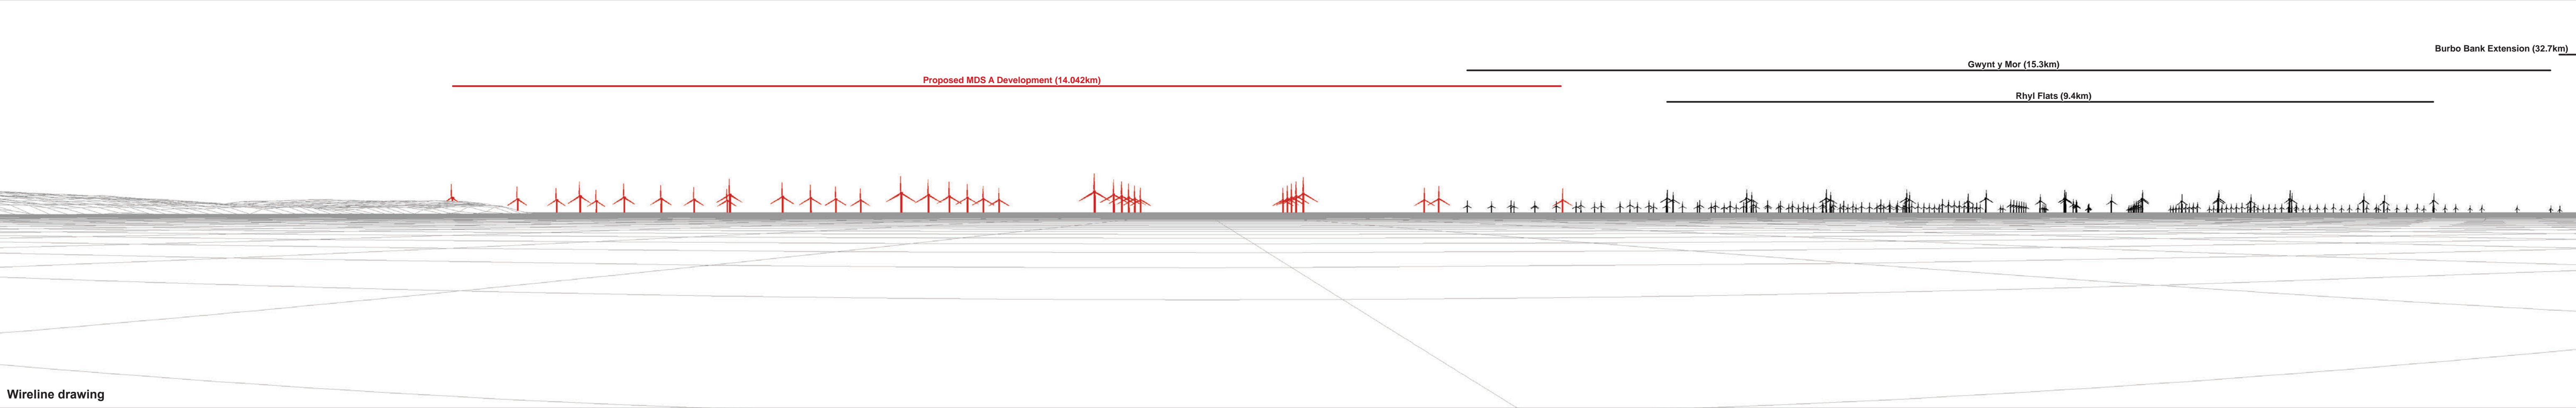 Burbo Bank Extension (32.7km)
Gwynt y Mor (15.3km)
Proposed MDS A Development (14.042km)
Rhyl Flats (9.4km)
Wireline drawing